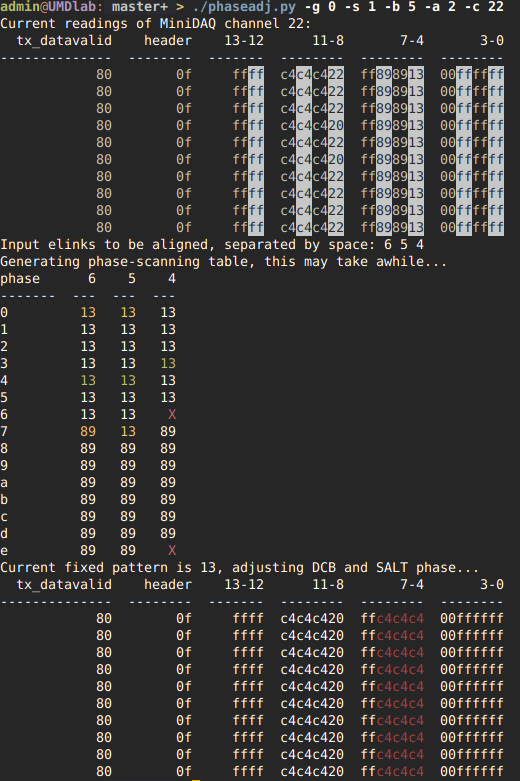 admin@UMDlab: master+ > ./phaseadj.py -g 0 -s 1 -b 5 -a 2 -c 22
Current readings of MiniDAQ channel 22:
tx_datavalid header 13-12 11-8 7-4 3-0
-------------- -------- ------- -------- -------- --------
80 0f ffff c4c4c422 ff898913 00ffffff
80 0f ffff c4c4c422 ff898913 00ffffff
80 0f ffff c4c4c422 ff898913 00ffffff
80 0f ffff c4c4c420 ff898913 00ffffff
80 0f ffff c4c4c422 ff898913 00ffffff
80 0f ffff c4c4c420 ff898913 00ffffff
80 0f ffff c4c4c422 ff898913 00ffffff
80 0f ffff c4c4c422 ff898913 00ffffff
80 0f ffff c4c4c422 ff898913 00ffffff
80 0f ffff c4c4c422 ff898913 00ffffff
Input elinks to be aligned, separated by space: 6 5 4
Generating phase-scanning table, this may take awhile...
phase 6 5 4
------- --- --- ---
0 13 13 13
1 13 13 13
2 13 13 13
3 13 13 13
4 13 13 13
5 13 13 13
6 13 13 X
7 89 13 89
8 89 89 89
9 89 89 89
a 89 89 89
b 89 89 89
c 89 89 89
d 89 89 89
e 89 89 X
Current fixed pattern is 13, adjusting DCB and SALT phase...
tx_datavalid header 13-12 11-8 7-4 3-0
-------------- -------- ------- -------- -------- --------
80 0f ffff c4c4c420 ffc4c4c4 00ffffff
80 0f ffff c4c4c420 ffc4c4c4 00ffffff
80 0f ffff c4c4c420 ffc4c4c4 00ffffff
80 0f ffff c4c4c420 ffc4c4c4 00ffffff
80 0f ffff c4c4c420 ffc4c4c4 00ffffff
80 0f ffff c4c4c420 ffc4c4c4 00ffffff
80 0f ffff c4c4c420 ffc4c4c4 00ffffff
80 0f ffff c4c4c420 ffc4c4c4 00ffffff
80 0f ffff c4c4c420 ffc4c4c4 00ffffff
80 0f ffff c4c4c420 ffc4c4c4 00ffffff